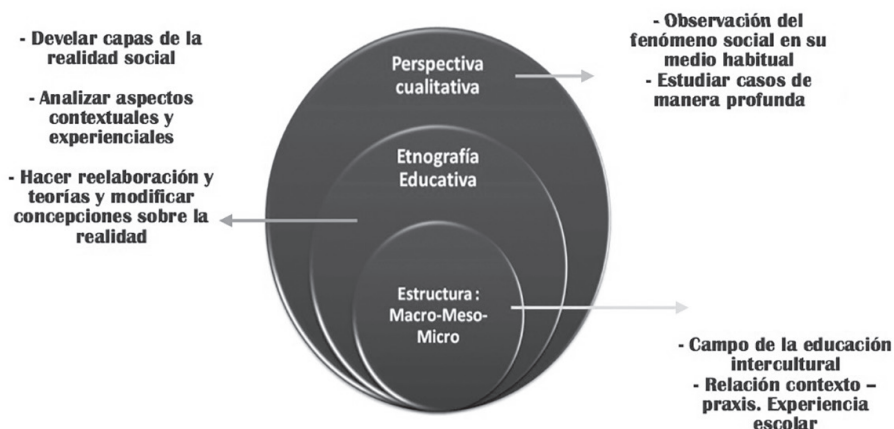 - Develar capas de la
realidad social
- Analizar aspectos
contextuales y
experienciales
- Hacer reelaboración y
teorías y modificar
concepciones sobre la
realidad
Perspectiva
cualitativa
Etnografía
Educativa
Estructura :
Macro-Meso-
Micro
- Observación del
fenómeno social en su
medio habitual
- Estudiar casos de
manera profunda
- Campo de la educación
intercultural
- Relación contexto –
praxis. Experiencia
escolar